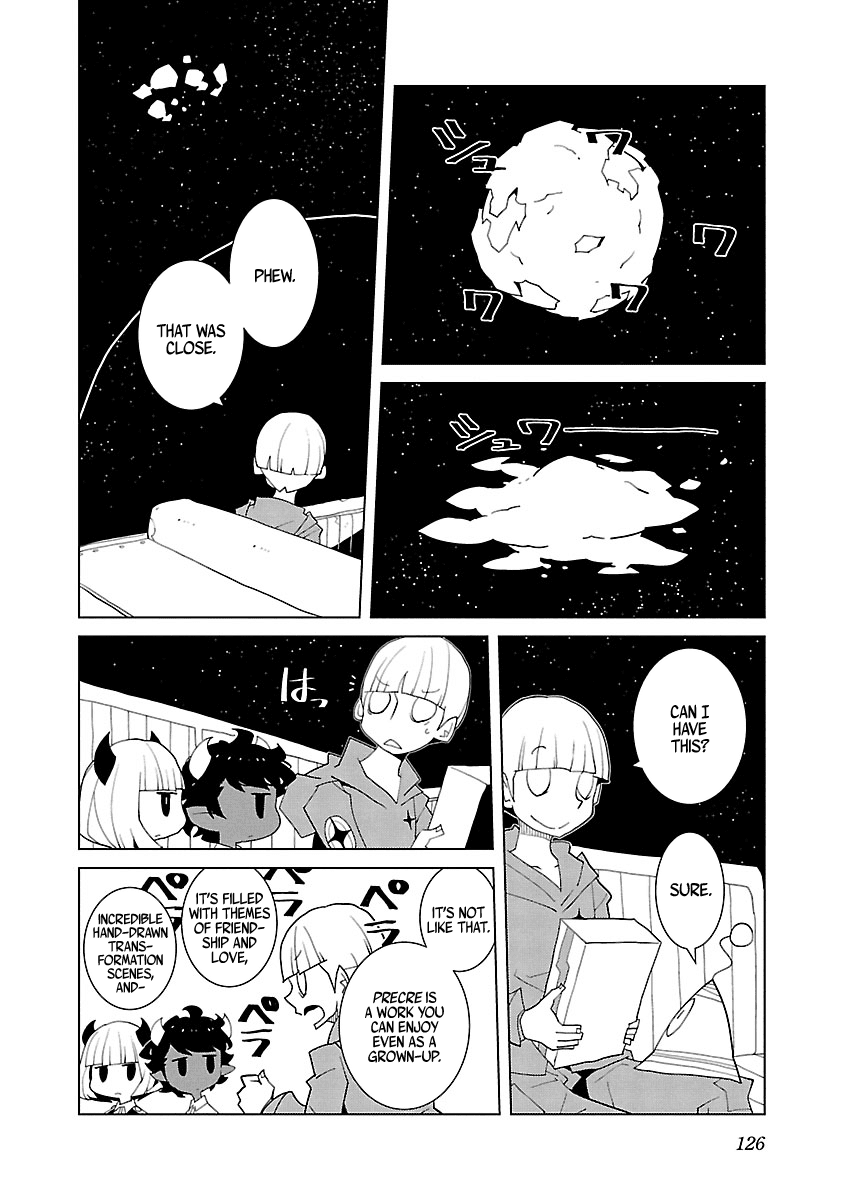 シュワ
ワ
ワ
ワ
シュワー
PHEW.
THAT WAS
CLOSE.
CAN I
HAVE
THIS?
SURE.
はっ
IT'S NOT
LIKE THAT.
PRECRE IS
A WORK YOU
CAN ENJOY
EVEN AS A
GROWN-UP.
ペラ
ペラ
ペラ
IT'S FILLED
WITH THEMES
OF FRIEND-
SHIP AND
LOVE,
INCREDIBLE
HAND-DRAWN
TRANS-
FORMATION
SCENES,
AND-
126